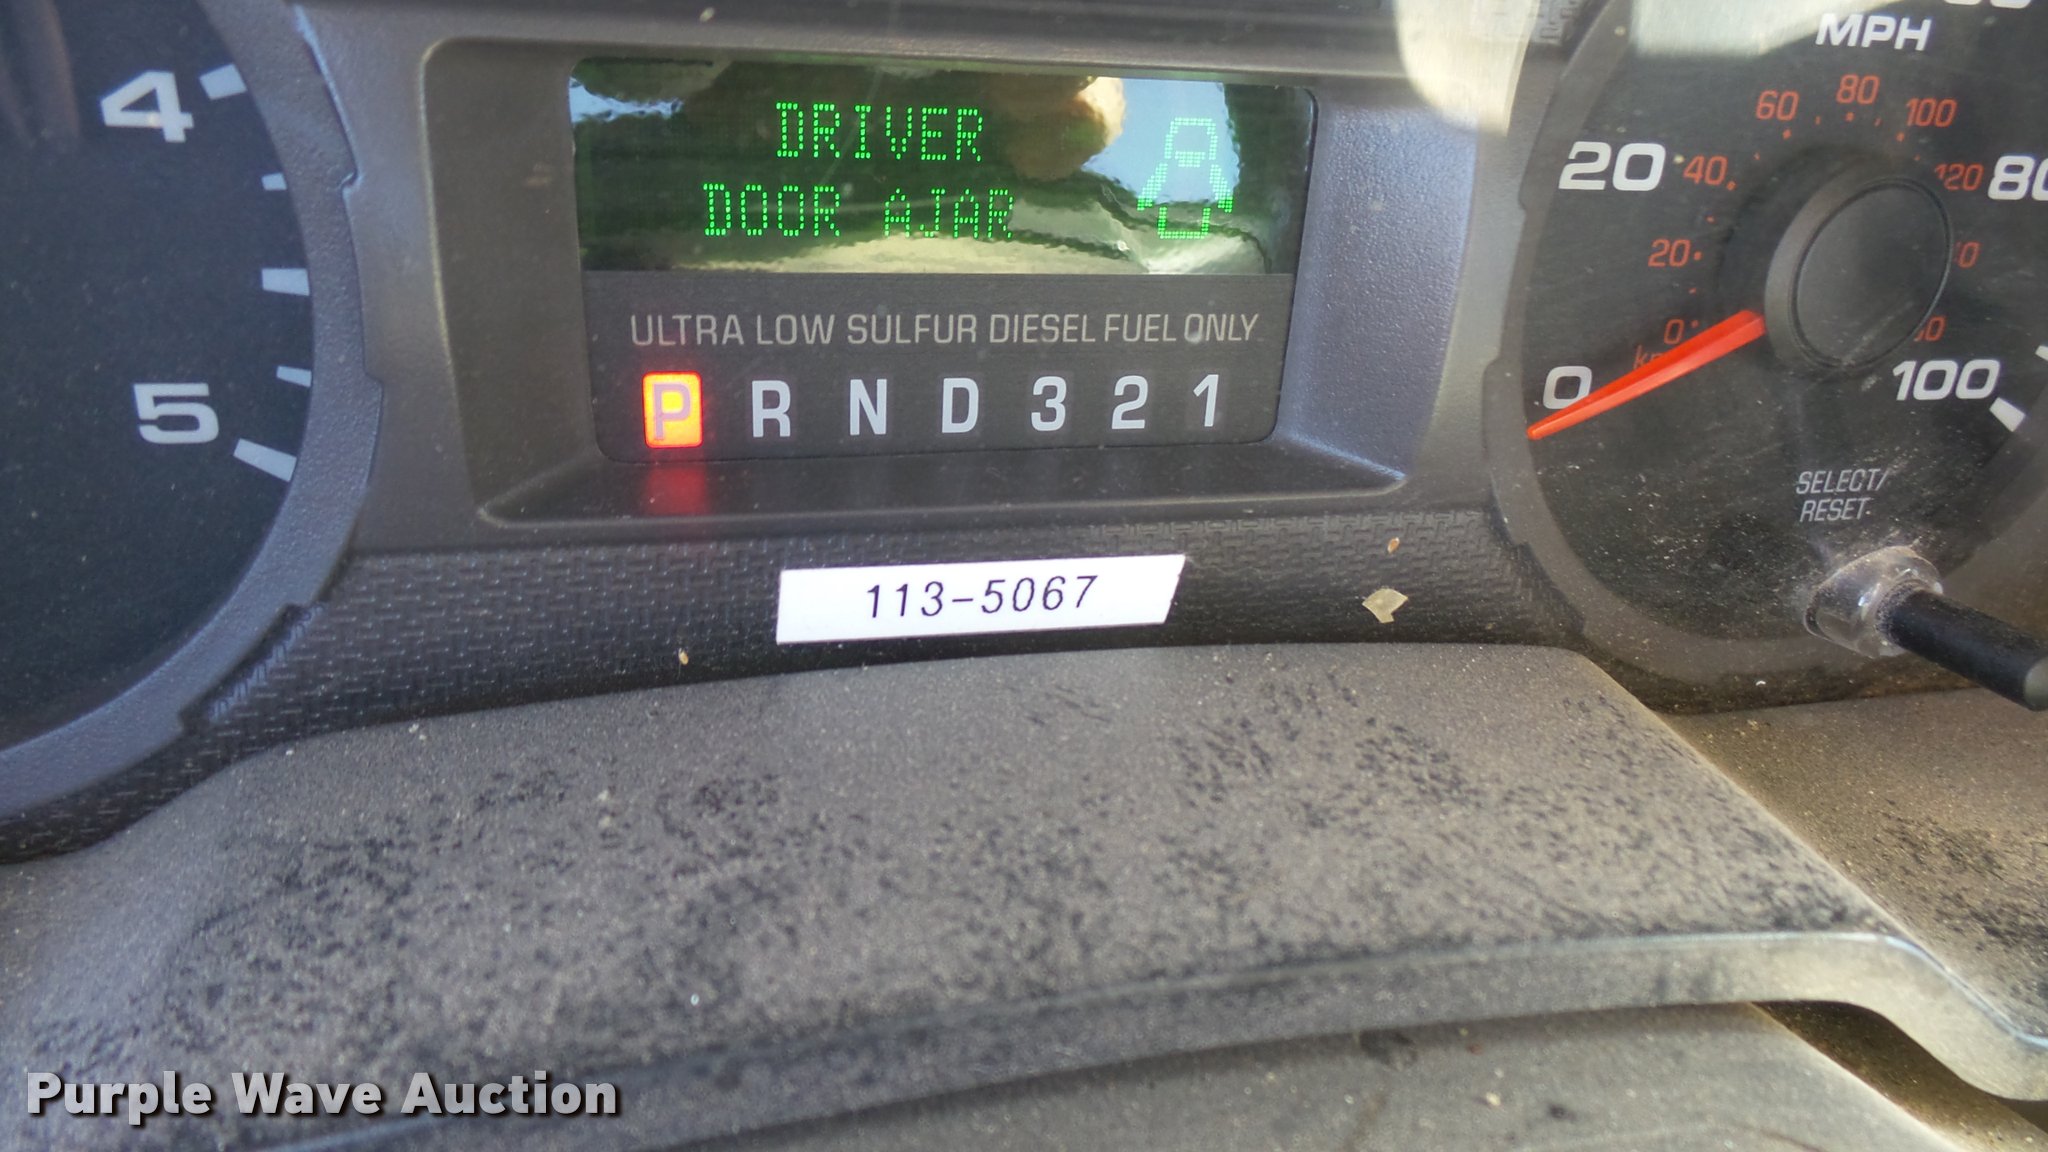 4
5
DRIVER
DOOR AJAR
ULTRA LOW SULFUR DIESEL FUEL ONLY
P R N D 3 2 1
113-5067
MPH
60 80 100
20 40 120 80
20
0
0 100
SELECT/
RESET
Purple Wave Auction